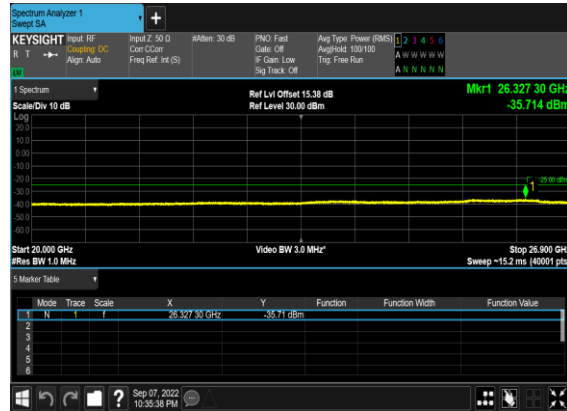 Spectrum Analyzer 1
Swept SA
KEYSIGHT Input: RF Input Z: 50 Ω #Atten: 30 dB PNO: Fast Avg Type: Power (RMS) 1 2 3 4 5 6
R T Coupling: DC Corr CCorr Gate: Off Avg|Hold: 100/100 A W W W W W
Align: Auto Freq Ref: Int (S) IF Gain: Low Trig: Free Run
LW Sig Track: Off A N N N N N
1 Spectrum Ref Lvl Offset 15.38 dB Mkr1 26.327 30 GHz
Scale/Div 10 dB Ref Level 30.00 dBm -35.714 dBm
Log
20.0
10.0
0.00
-10.0
-20.0 1 -25.00 dBm
-30.0
-40.0
-50.0
-60.0
Start 20.000 GHz Video BW 3.0 MHz* Stop 26.900 GHz
#Res BW 1.0 MHz Sweep ~15.2 ms (40001 pts)
5 Marker Table
Mode Trace Scale X Y Function Function Width Function Value
1 N 1 f 26.327 30 GHz -35.71 dBm
2
3
4
5
6
? Sep 07, 2022
10:35:38 PM